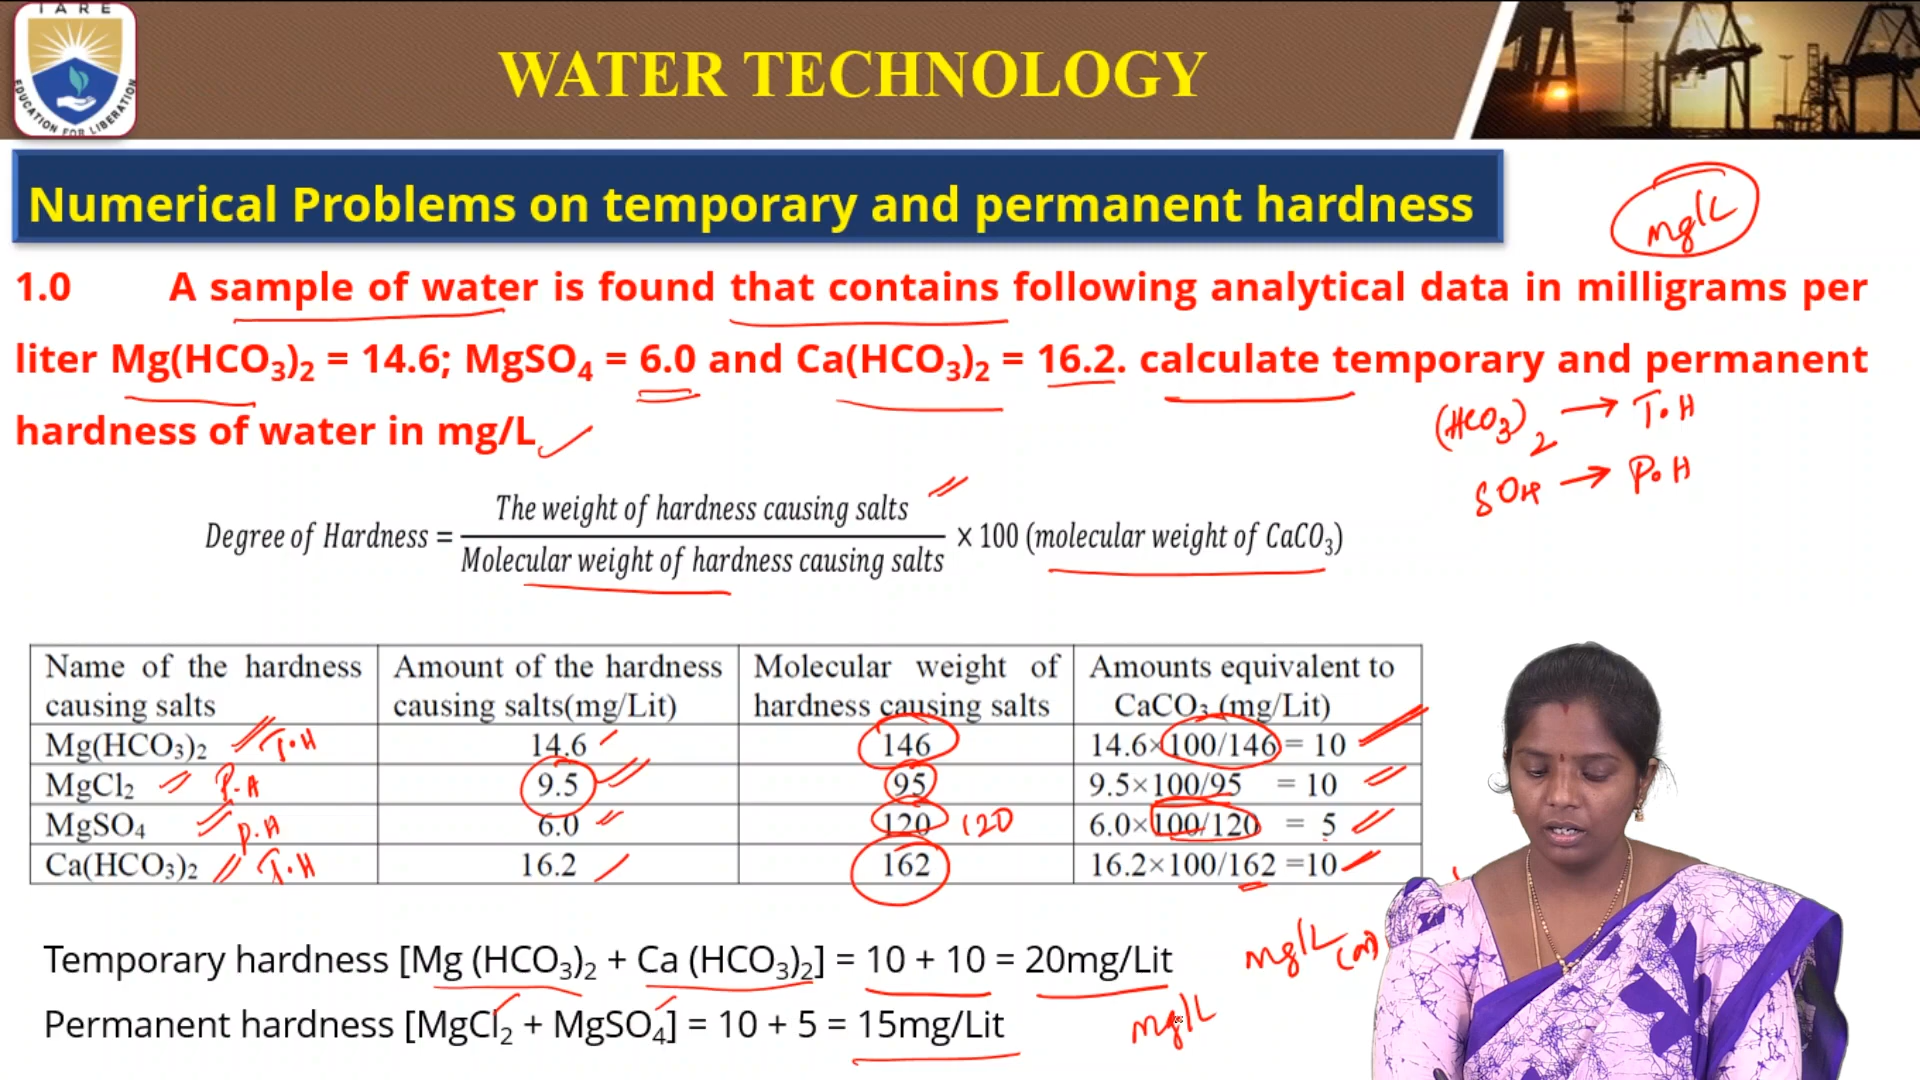 IARE
EDUCATION FOR LIBERATION
WATER TECHNOLOGY
Numerical Problems on temporary and permanent hardness
mg/L
1.0 A sample of water is found that contains following analytical data in milligrams per
liter Mg(HCO₃)₂ = 14.6; MgSO₄ = 6.0 and Ca(HCO₃)₂ = 16.2. calculate temporary and permanent
hardness of water in mg/L
(HCO₃)₂ → T.H
SO₄ → P.H
The weight of hardness causing salts
Degree of Hardness = × 100 (molecular weight of CaCO₃)
Molecular weight of hardness causing salts
Name of the hardness causing salts Amount of the hardness causing salts(mg/Lit) Molecular weight of hardness causing salts Amounts equivalent to CaCO₃ (mg/Lit)
Mg(HCO₃)₂ T.H 14.6 146 14.6×100/146 = 10
MgCl₂ P.H 9.5 95 9.5×100/95 = 10
MgSO₄ P.H 6.0 120 120 6.0×100/120 = 5
Ca(HCO₃)₂ T.H 16.2 162 16.2×100/162 =10
Temporary hardness [Mg (HCO₃)₂ + Ca (HCO₃)₂] = 10 + 10 = 20mg/Lit mg/L (or)
Permanent hardness [MgCl₂ + MgSO₄] = 10 + 5 = 15mg/Lit mg/L